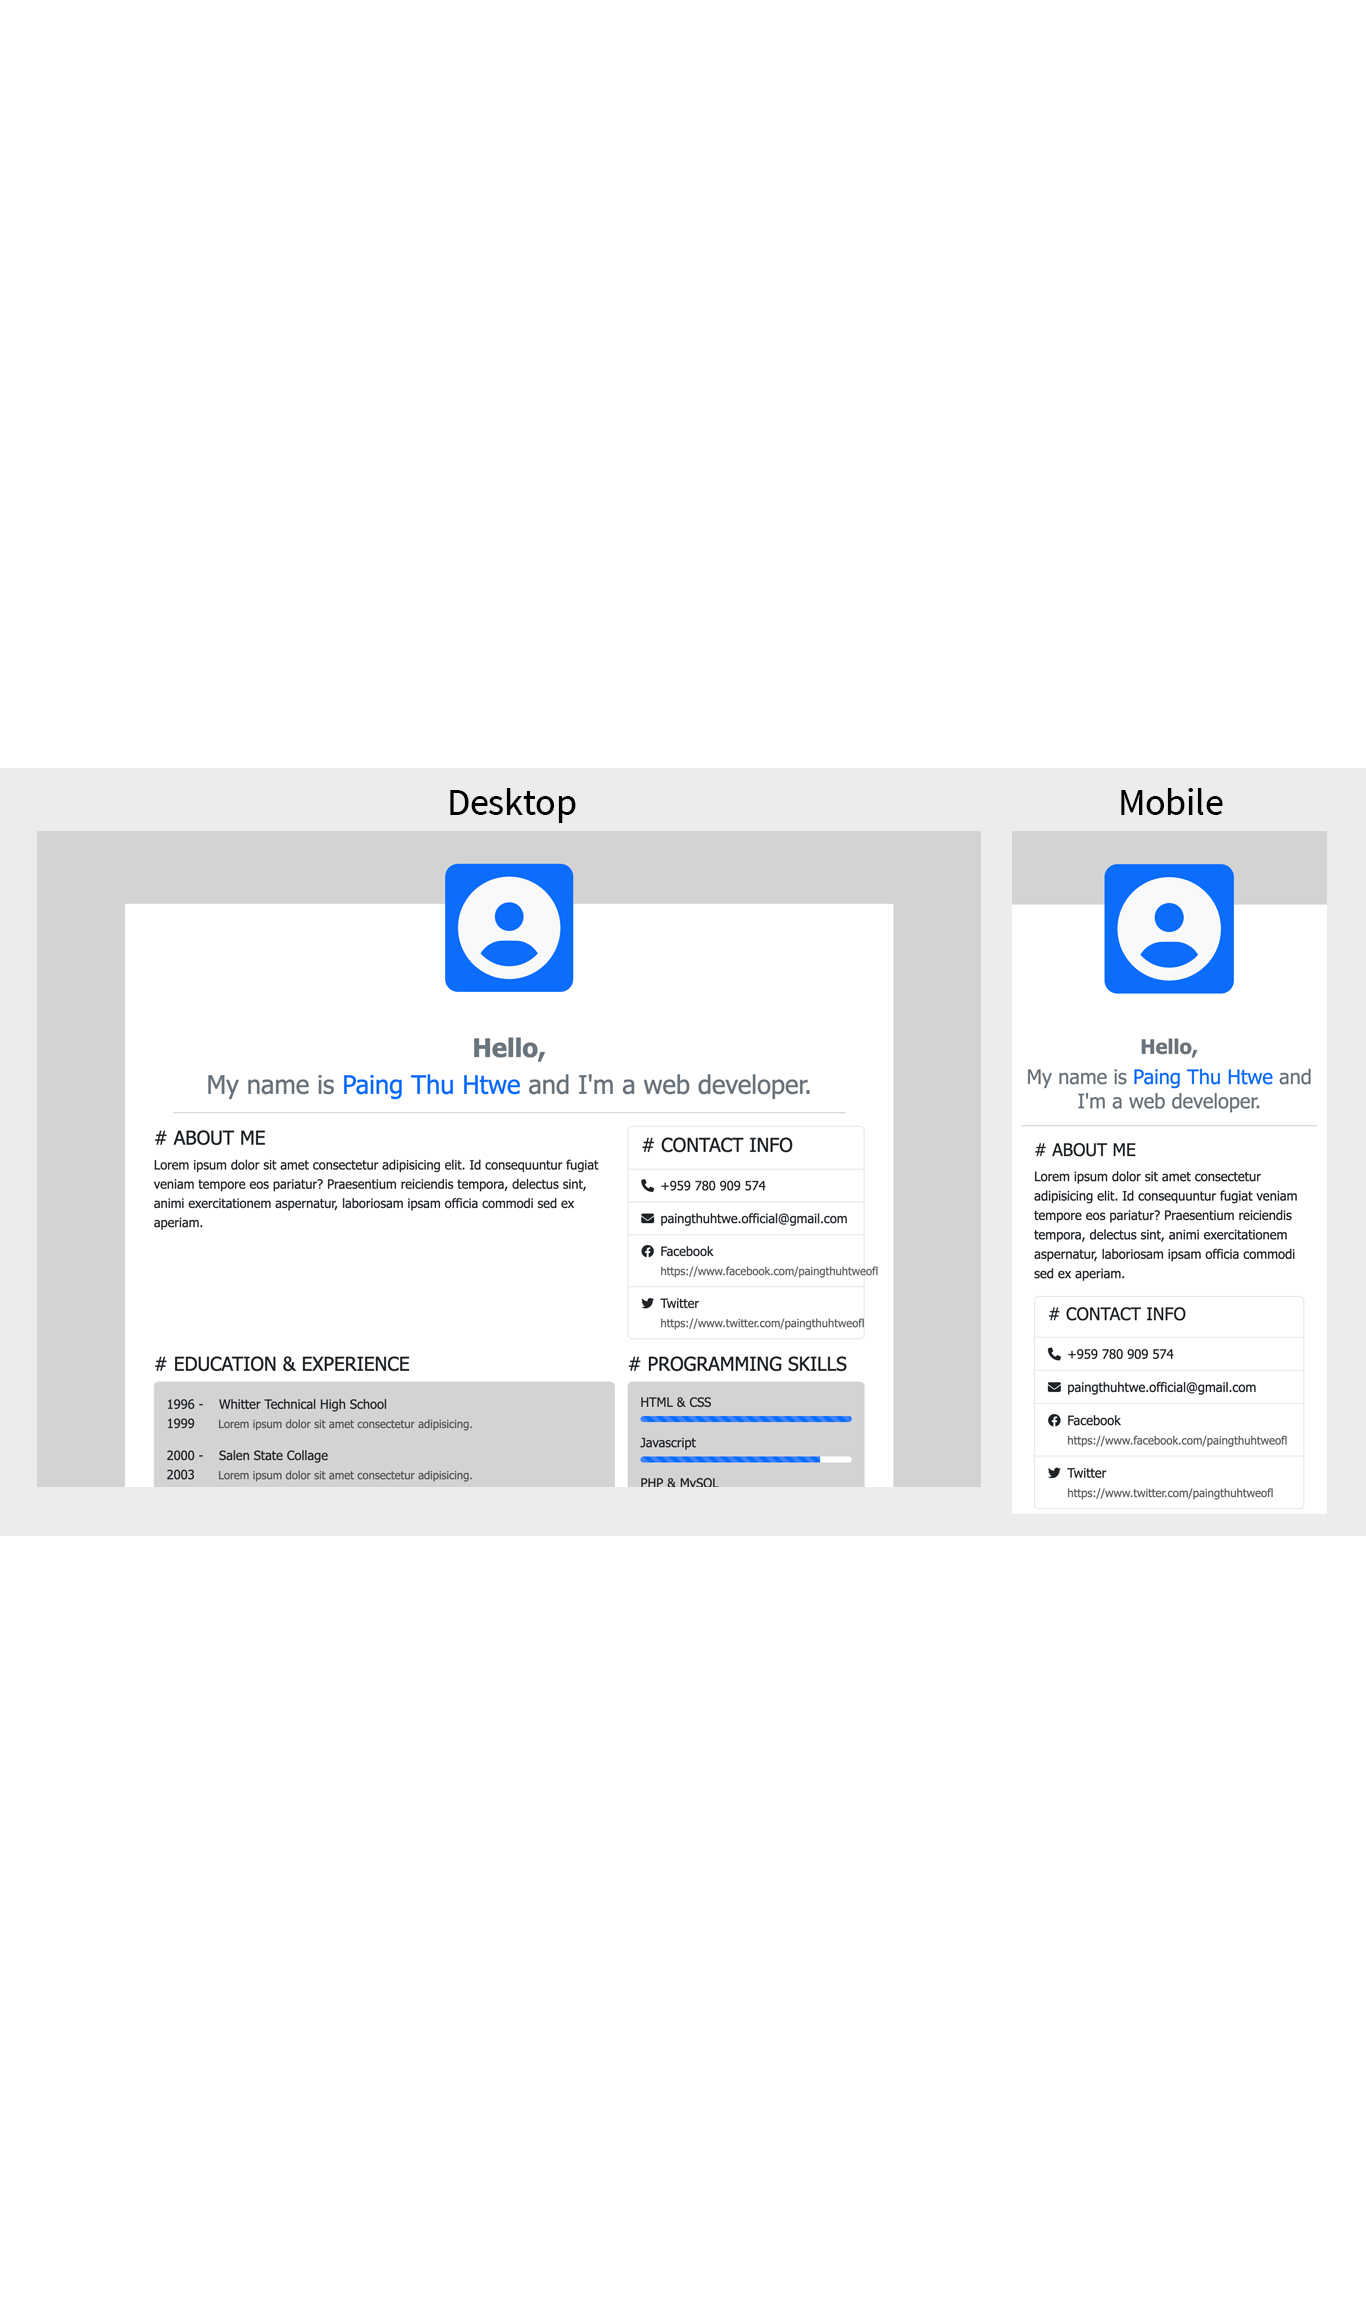 Desktop
Hello,
My name is Paing Thu Htwe and I'm a web developer.
# ABOUT ME
Lorem ipsum dolor sit amet consectetur adipisicing elit. Id consequuntur fugiat
veniam tempore eos pariatur? Praesentium reiciendis tempora, delectus sint,
animi exercitationem aspernatur, laboriosam ipsam officia commodi sed ex
aperiam.
# CONTACT INFO
+959 780 909 574
paingthuhtwe.official@gmail.com
Facebook
https://www.facebook.com/paingthuhtweofl
Twitter
https://www.twitter.com/paingthuhtweofl
# EDUCATION & EXPERIENCE
1996 - Whitter Technical High School
1999 Lorem ipsum dolor sit amet consectetur adipisicing.
2000 - Salen State Collage
2003 Lorem ipsum dolor sit amet consectetur adipisicing.
# PROGRAMMING SKILLS
HTML & CSS
Javascript
PHP & MySQL
Mobile
Hello,
My name is Paing Thu Htwe and
I'm a web developer.
# ABOUT ME
Lorem ipsum dolor sit amet consectetur
adipisicing elit. Id consequuntur fugiat veniam
tempore eos pariatur? Praesentium reiciendis
tempora, delectus sint, animi exercitationem
aspernatur, laboriosam ipsam officia commodi
sed ex aperiam.
# CONTACT INFO
+959 780 909 574
paingthuhtwe.official@gmail.com
Facebook
https://www.facebook.com/paingthuhtweofl
Twitter
https://www.twitter.com/paingthuhtweofl